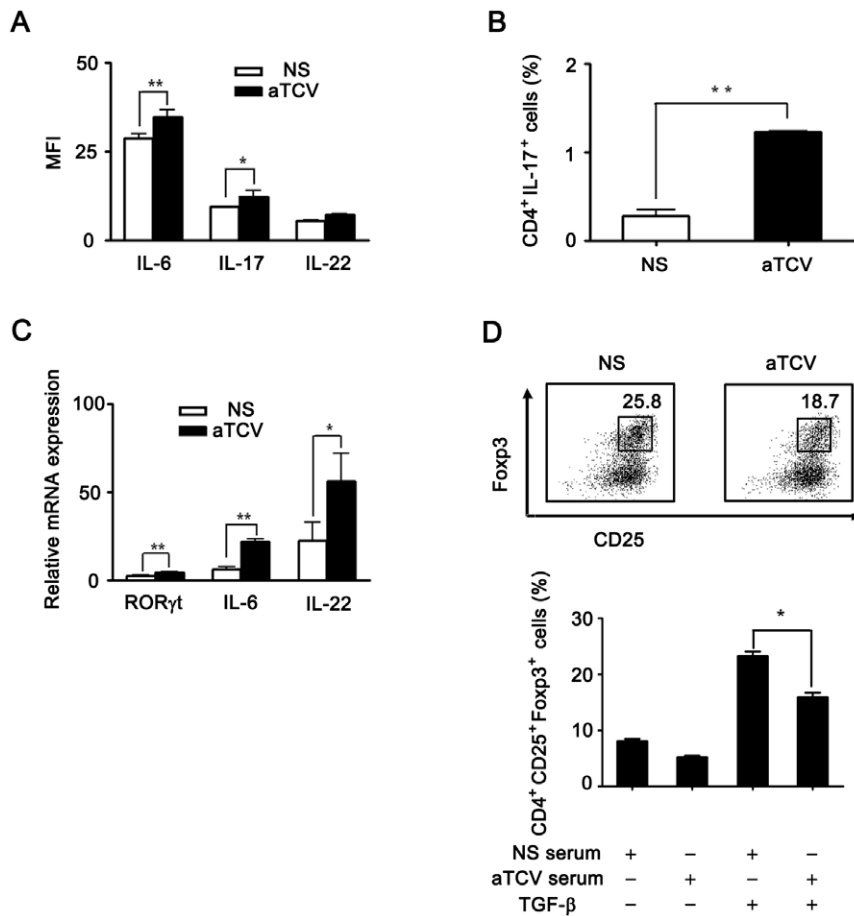 A
50
25
0
MFI
NS
aTCV
**
*
IL-6 IL-17 IL-22
B
2
1
0
CD4+ IL-17+ cells (%)
* *
NS aTCV
C
100
50
0
Relative mRNA expression
NS
aTCV
**
**
*
RORγt IL-6 IL-22
D
NS aTCV
25.8 18.7
Foxp3
CD25
30
20
10
0
CD4+ CD25+ Foxp3+ cells (%)
*
NS serum + – + –
aTCV serum – + – +
TGF-β – – + +